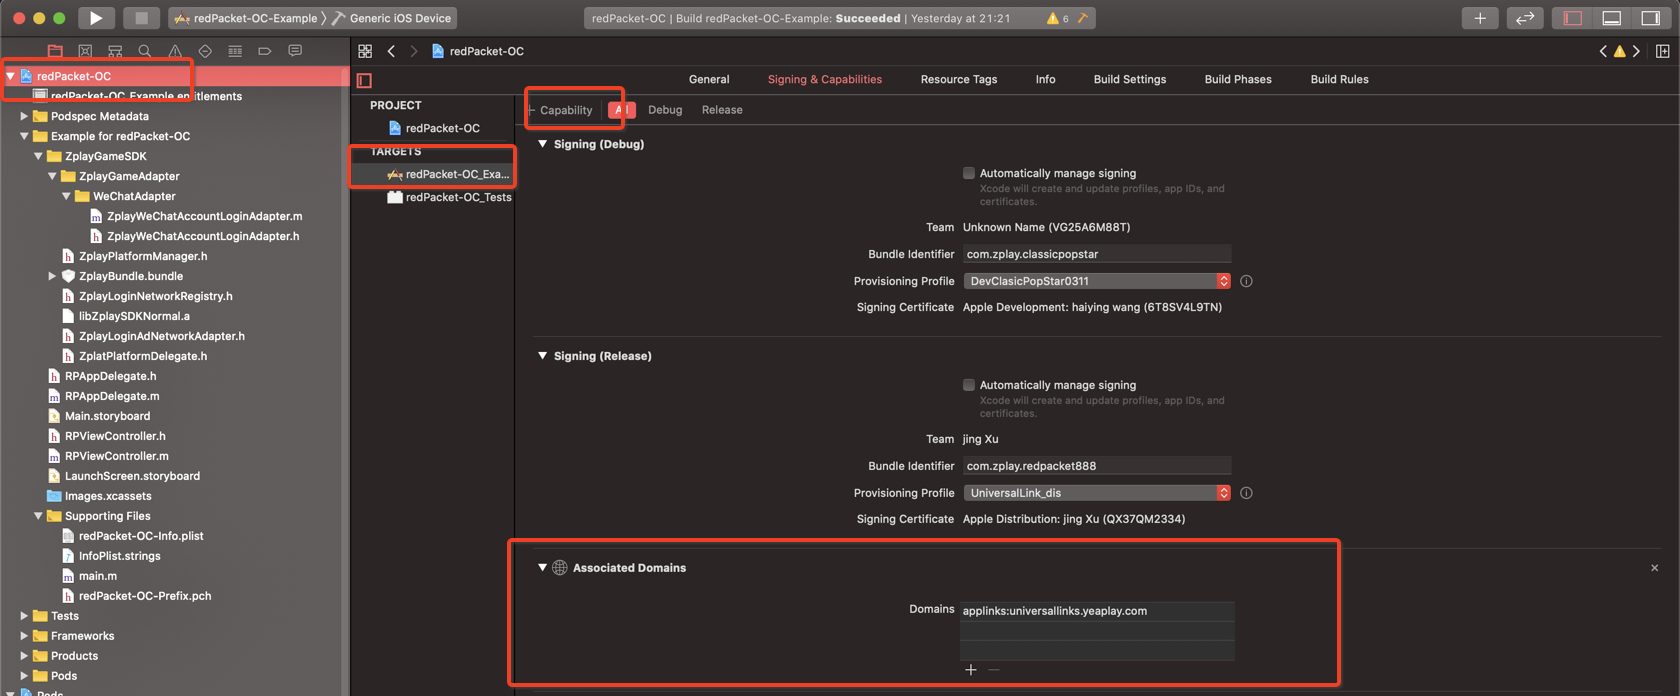 redPacket-OC-Example 〉 Generic iOS Device
redPacket-OC | Build redPacket-OC-Example: Succeeded | Yesterday at 21:21
6
redPacket-OC
redPacket-OC
redPacket-OC_Example.entitlements
Podspec Metadata
Example for redPacket-OC
ZplayGameSDK
ZplayGameAdapter
WeChatAdapter
m ZplayWeChatAccountLoginAdapter.m
h ZplayWeChatAccountLoginAdapter.h
h ZplayPlatformManager.h
ZplayBundle.bundle
h ZplayLoginNetworkRegistry.h
libZplaySDKNormal.a
h ZplayLoginAdNetworkAdapter.h
h ZplatPlatformDelegate.h
h RPAppDelegate.h
m RPAppDelegate.m
Main.storyboard
h RPViewController.h
m RPViewController.m
LaunchScreen.storyboard
Images.xcassets
Supporting Files
redPacket-OC-Info.plist
InfoPlist.strings
m main.m
h redPacket-OC-Prefix.pch
Tests
Frameworks
Products
Pods
Pods
General Signing & Capabilities Resource Tags Info Build Settings Build Phases Build Rules
PROJECT
redPacket-OC
TARGETS
redPacket-OC_Exa...
redPacket-OC_Tests
+ Capability All Debug Release
Signing (Debug)
Automatically manage signing
Xcode will create and update profiles, app IDs, and
certificates.
Team Unknown Name (VG25A6M88T)
Bundle Identifier com.zplay.classicpopstar
Provisioning Profile DevClasicPopStar0311
Signing Certificate Apple Development: haiying wang (6T8SV4L9TN)
Signing (Release)
Automatically manage signing
Xcode will create and update profiles, app IDs, and
certificates.
Team jing Xu
Bundle Identifier com.zplay.redpacket888
Provisioning Profile UniversalLink_dis
Signing Certificate Apple Distribution: jing Xu (QX37QM2334)
Associated Domains
Domains applinks:universallinks.yeaplay.com